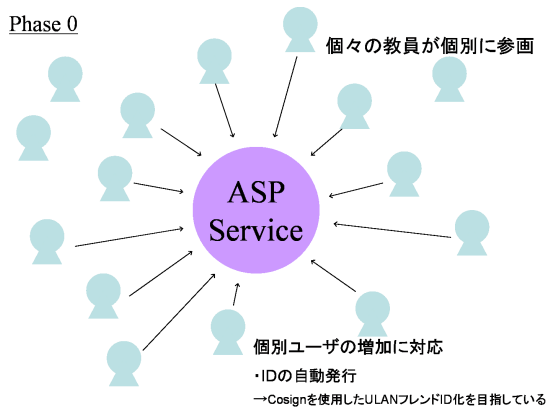 Phase 0
個々の教員が個別に参画
ASP
Service
個別ユーザの増加に対応
・IDの自動発行
→Cosignを使用したULANフレンドID化を目指している